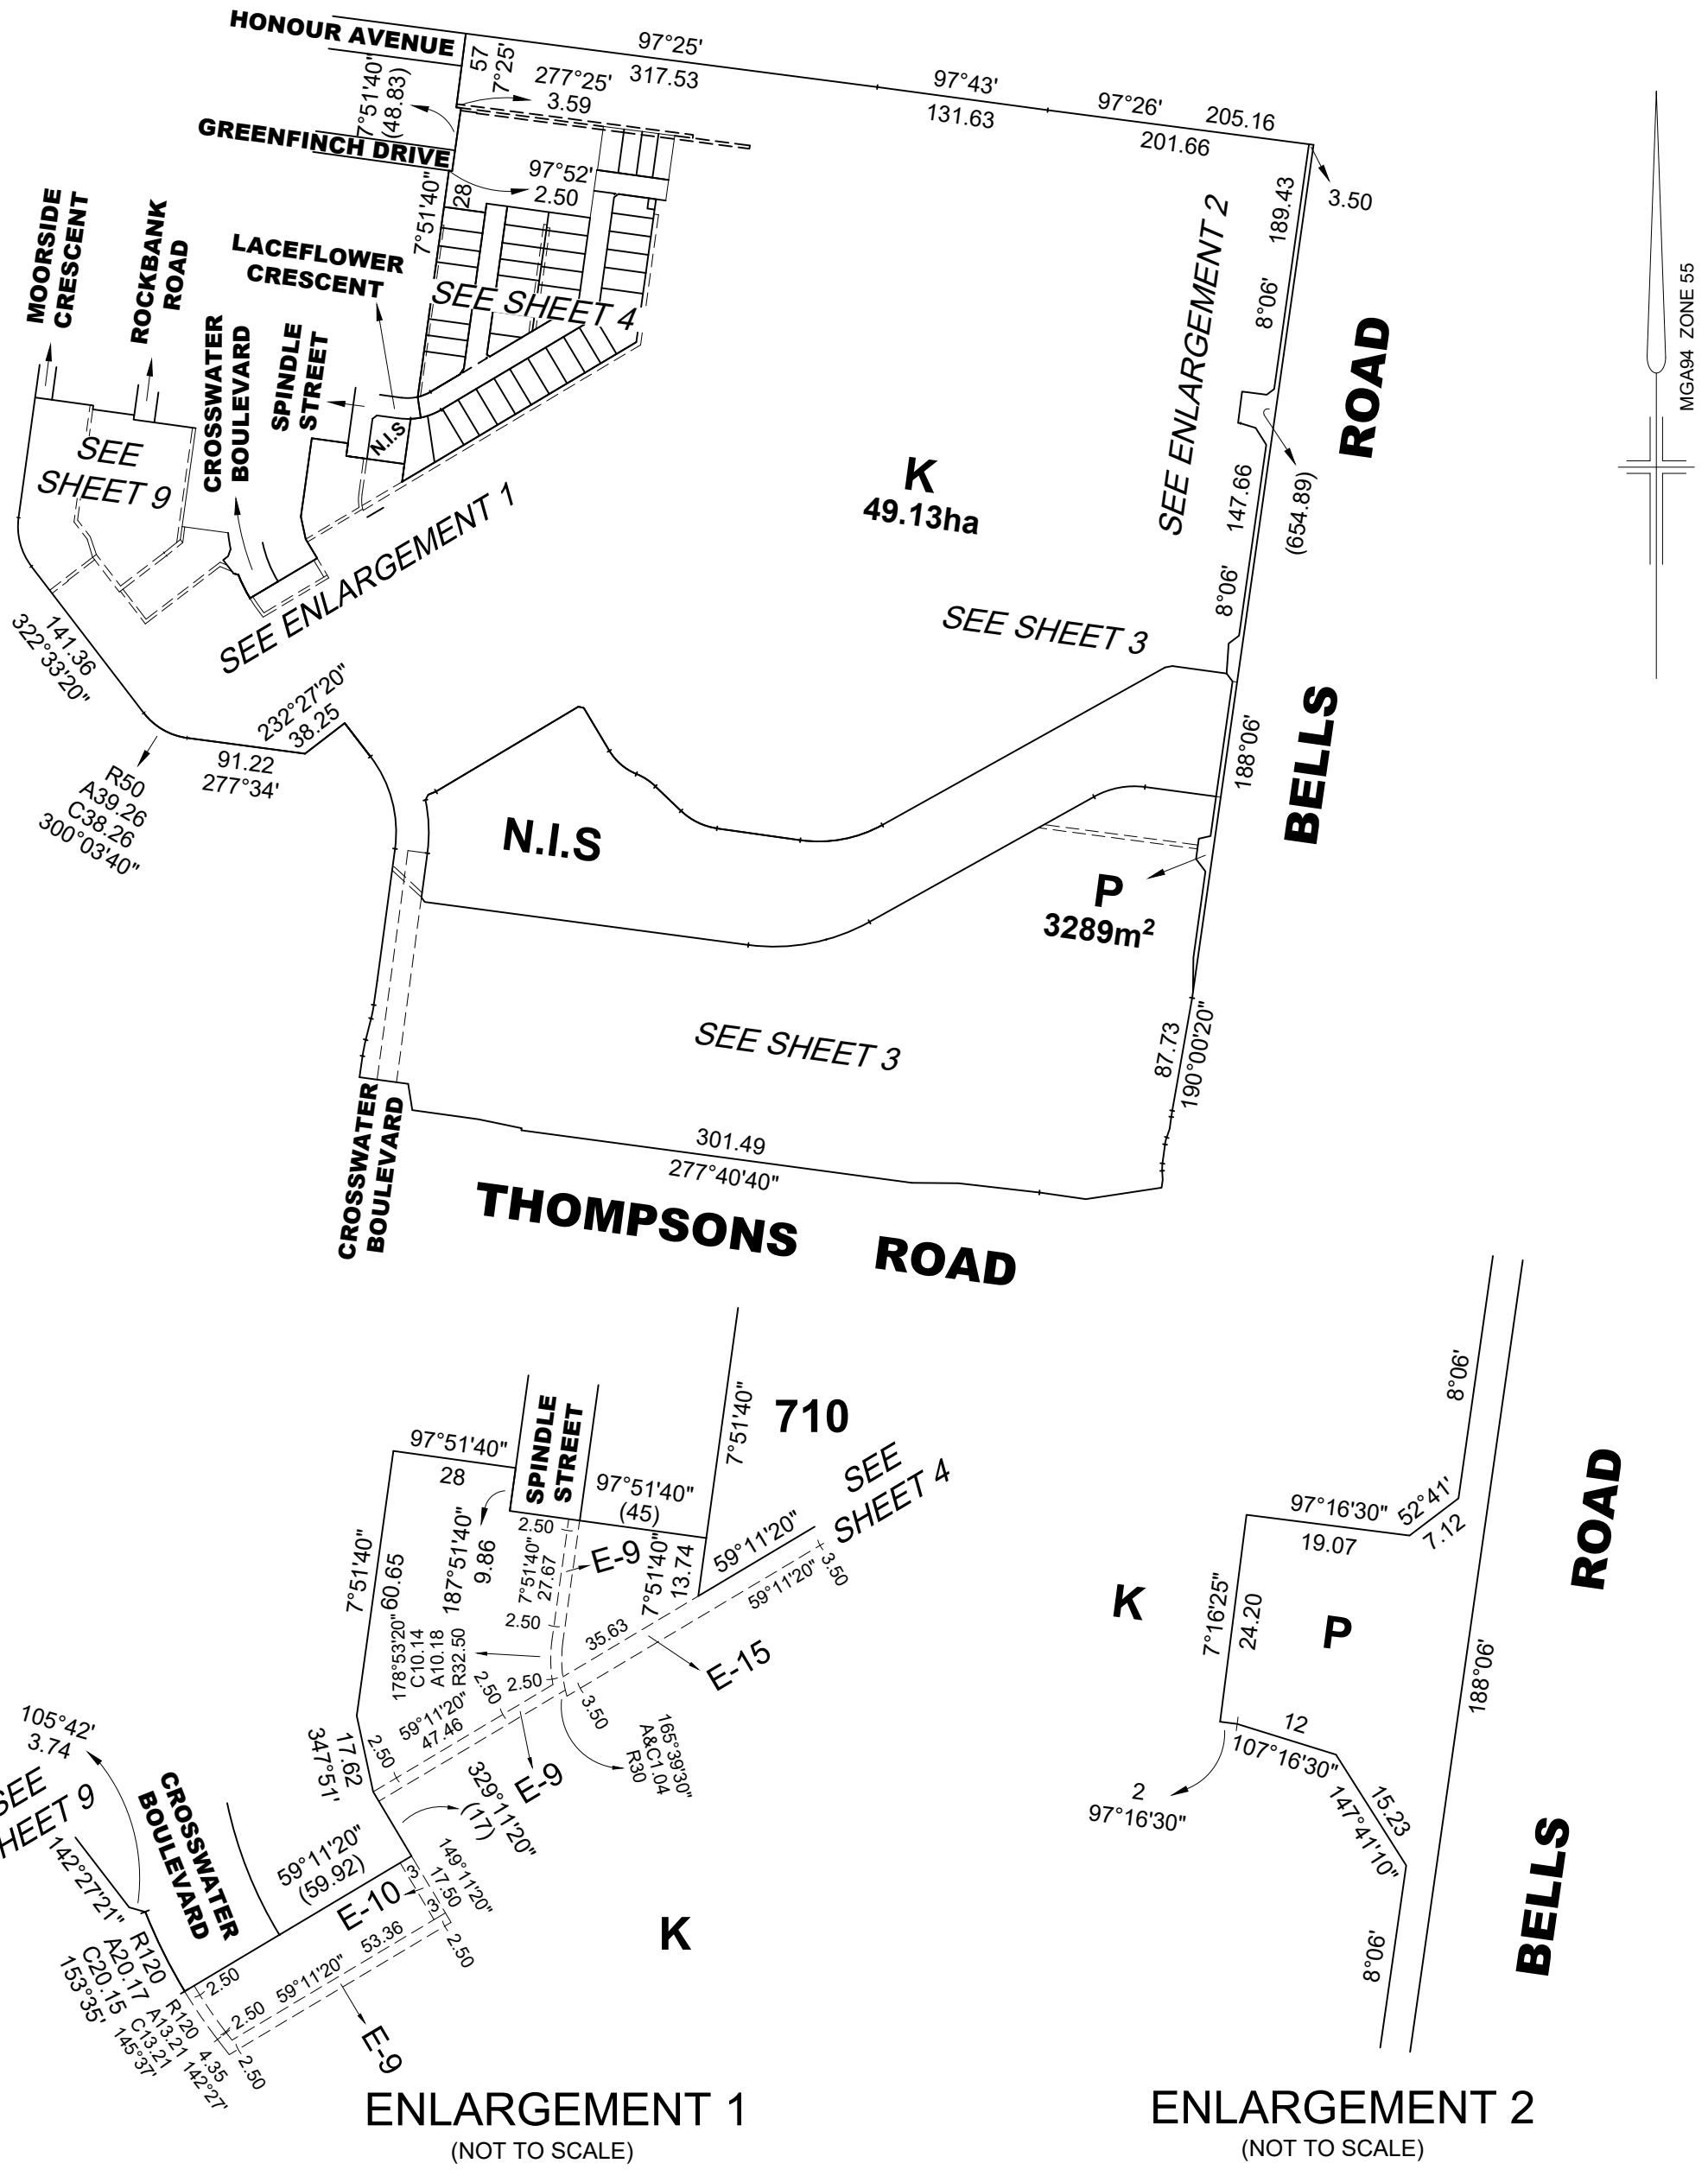 HONOUR AVENUE
57
7°25'
97°25'
317.53
97°43'
131.63
97°26'
205.16
201.66
3.50
277°25'
3.59
7°51'40"
(48.83)
GREENFINCH DRIVE
97°52'
2.50
7°51'40"
28
MOORSIDE
CRESCENT
ROCKBANK
ROAD
LACEFLOWER
CRESCENT
CROSSWATER
BOULEVARD
SPINDLE
STREET
SEE SHEET 4
N.I.S
SEE
SHEET 9
SEE ENLARGEMENT 1
K
49.13ha
SEE ENLARGEMENT 2
189.43
8°06'
ROAD
MGA94 ZONE 55
147.66
(654.89)
8°06'
SEE SHEET 3
141.36
322°33'20"
232°27'20"
38.25
91.22
277°34'
R50
A39.26
C38.26
300°03'40"
188°06'
BELLS
N.I.S
P
3289m²
SEE SHEET 3
87.73
190°00'20"
CROSSWATER
BOULEVARD
301.49
277°40'40"
THOMPSONS ROAD
710
7°51'40"
SEE
SHEET 4
97°51'40"
28
SPINDLE
STREET
97°51'40"
(45)
59°11'20"
7°51'40"
60.65
187°51'40"
9.86
2.50
7°51'40"
27.67
E-9
7°51'40"
13.74
59°11'20"
3.50
178°53'20"
C10.14
A10.18
R32.50
2.50
35.63
E-15
2.50
2.50
3.50
59°11'20"
47.46
2.50
E-9
165°39'30"
A&C1.04
R30
17.62
347°51'
329°11'20"
(17)
105°42'
3.74
SEE
HEET 9
CROSSWATER
BOULEVARD
142°27'21"
59°11'20"
(59.92)
149°11'20"
17.50
3
3
E-10
53.36
59°11'20"
2.50
K
R120
A20.17
C20.15
153°35'
2.50
2.50
2.50
R120
A13.21
C13.21
145°37'
4.35
142°27'
E-9
ENLARGEMENT 1
(NOT TO SCALE)
8°06'
97°16'30"
19.07
52°41'
7.12
ROAD
K
7°16'25"
24.20
P
188°06'
12
107°16'30"
2
97°16'30"
15.23
147°41'10"
8°06'
BELLS
ENLARGEMENT 2
(NOT TO SCALE)